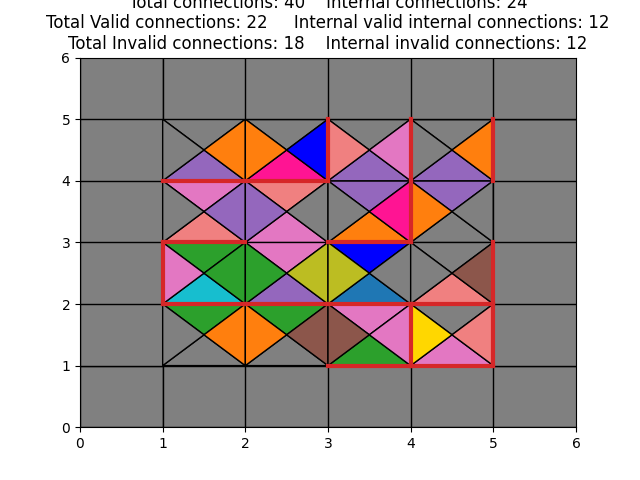 Total connections: 40    Internal connections: 24
Total Valid connections: 22    Internal valid internal connections: 12
Total Invalid connections: 18    Internal invalid connections: 12
6
5
4
3
2
1
0
0 1 2 3 4 5 6